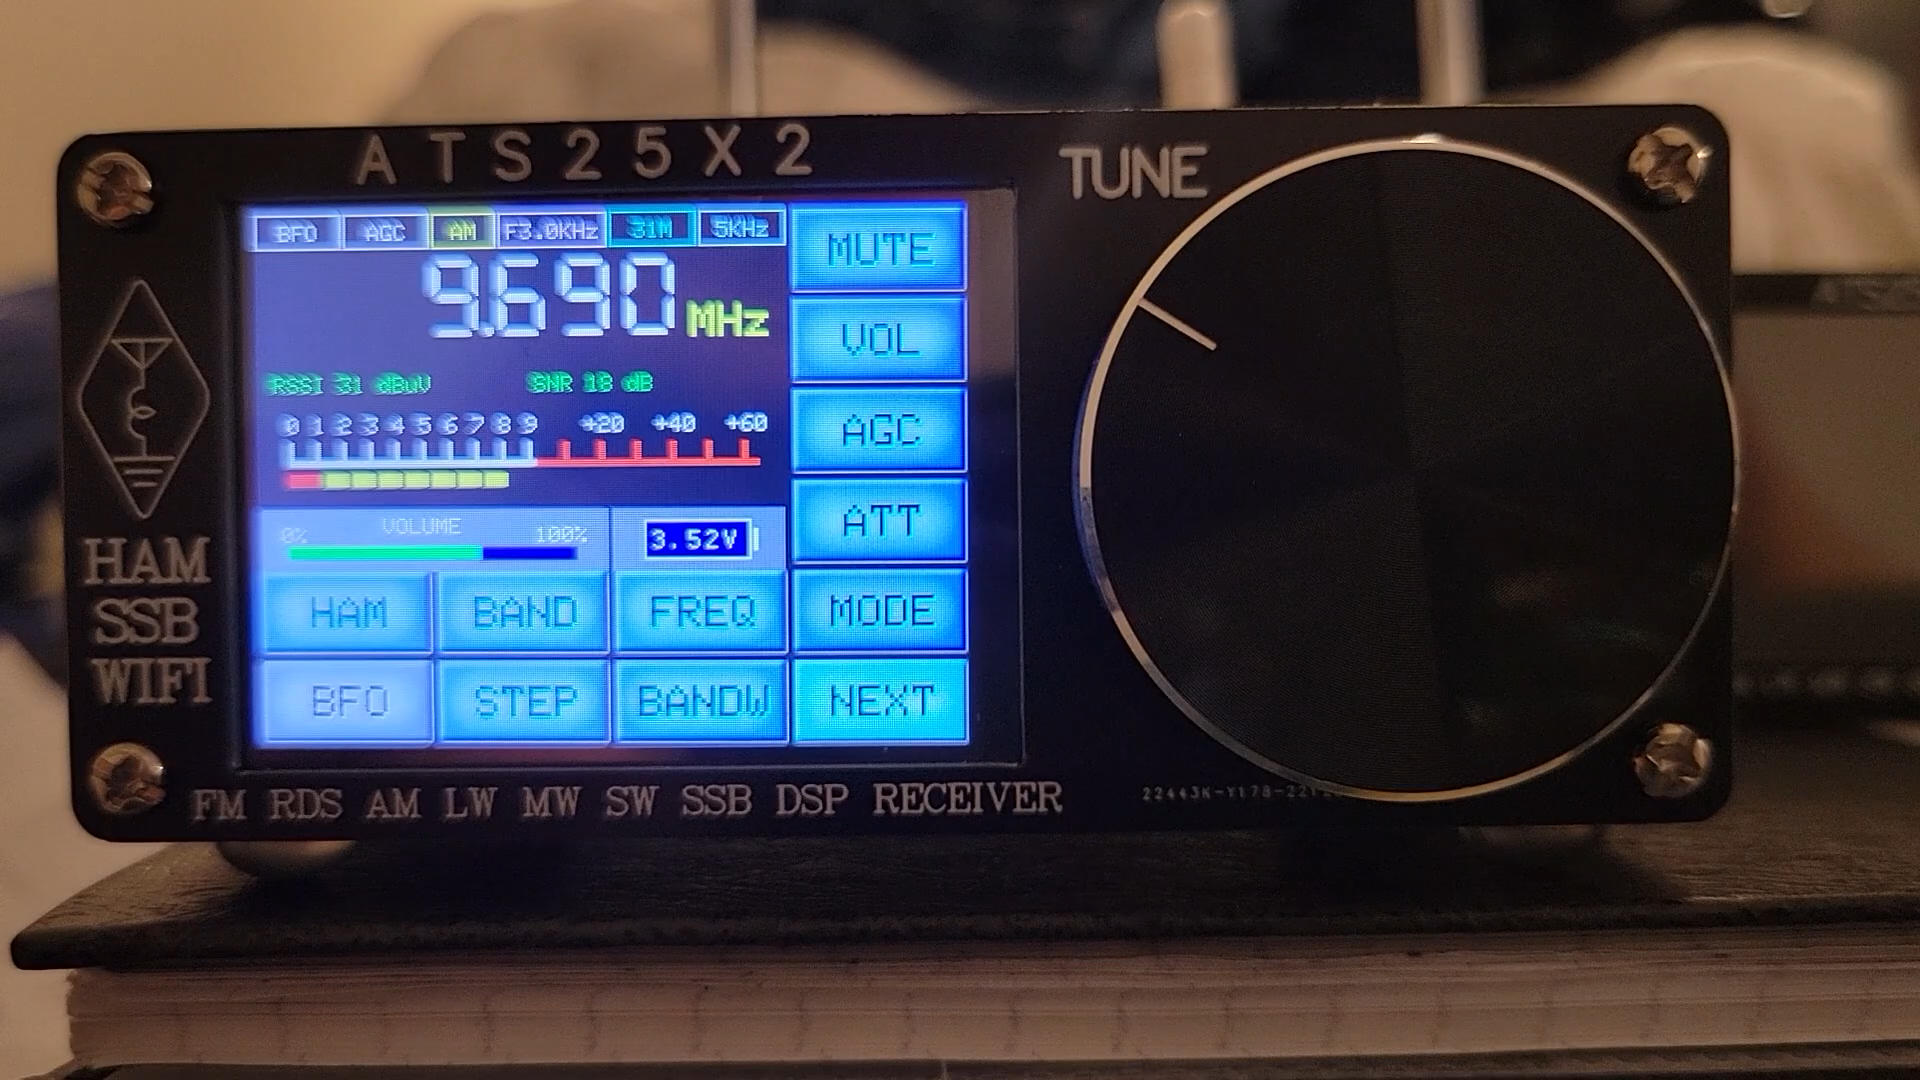 ATS25X2
TUNE
BFO AGC AM F3.0KHz 31M 5KHz
MUTE
9.690 MHz
VOL
RSSI 31 dBuV SNR 18 dB
AGC
0 1 2 3 4 5 6 7 8 9 +20 +40 +60
ATT
0% VOLUME 100% 3.52V
HAM BAND FREQ MODE
BFO STEP BANDW NEXT
HAM
SSB
WIFI
FM RDS AM LW MW SW SSB DSP RECEIVER